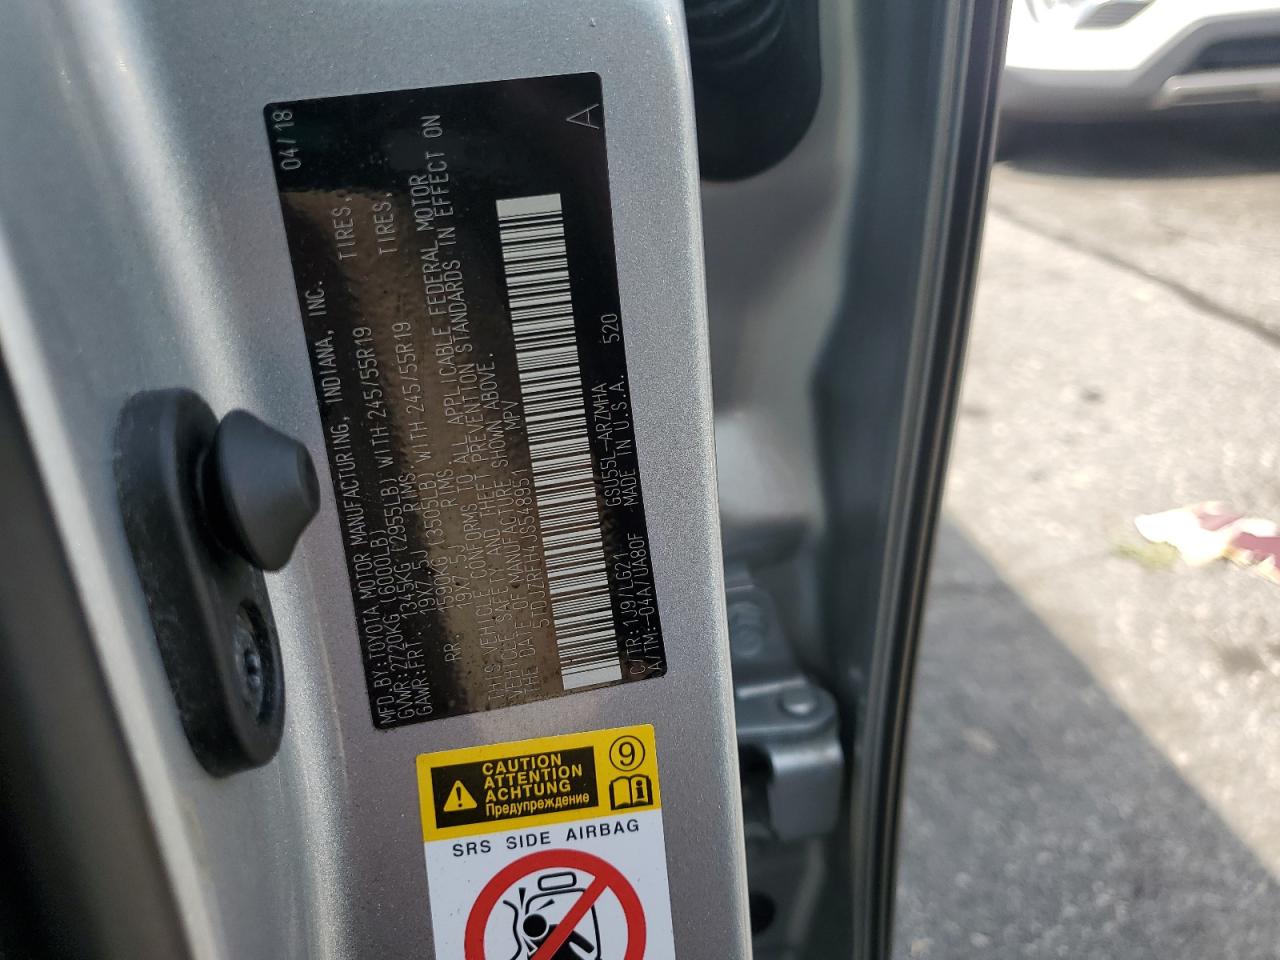 MFD.BY:TOYOTA MOTOR MANUFACTURING, INDIANA, INC. 04/18
GVWR:2720KG (6000LB)
GAWR:FRT. 1345KG (2955LB) WITH 245/55R19 TIRES,
19X7.5J RIMS.
RR. 1590KG (3505LB) WITH 245/55R19 TIRES,
19X7.5J RIMS.
THIS VEHICLE CONFORMS TO ALL APPLICABLE FEDERAL MOTOR
VEHICLE SAFETY AND THEFT PREVENTION STANDARDS IN EFFECT ON
THE DATE OF MANUFACTURE SHOWN ABOVE.
5TDJZRFH4JS548951 MPV
C/TR:1J9/LG21 GSU55L-ARZMHA
A/TM:-04A/UA80F MADE IN U.S.A. 520
A
CAUTION
ATTENTION
ACHTUNG
Предупреждение
9
SRS SIDE AIRBAG